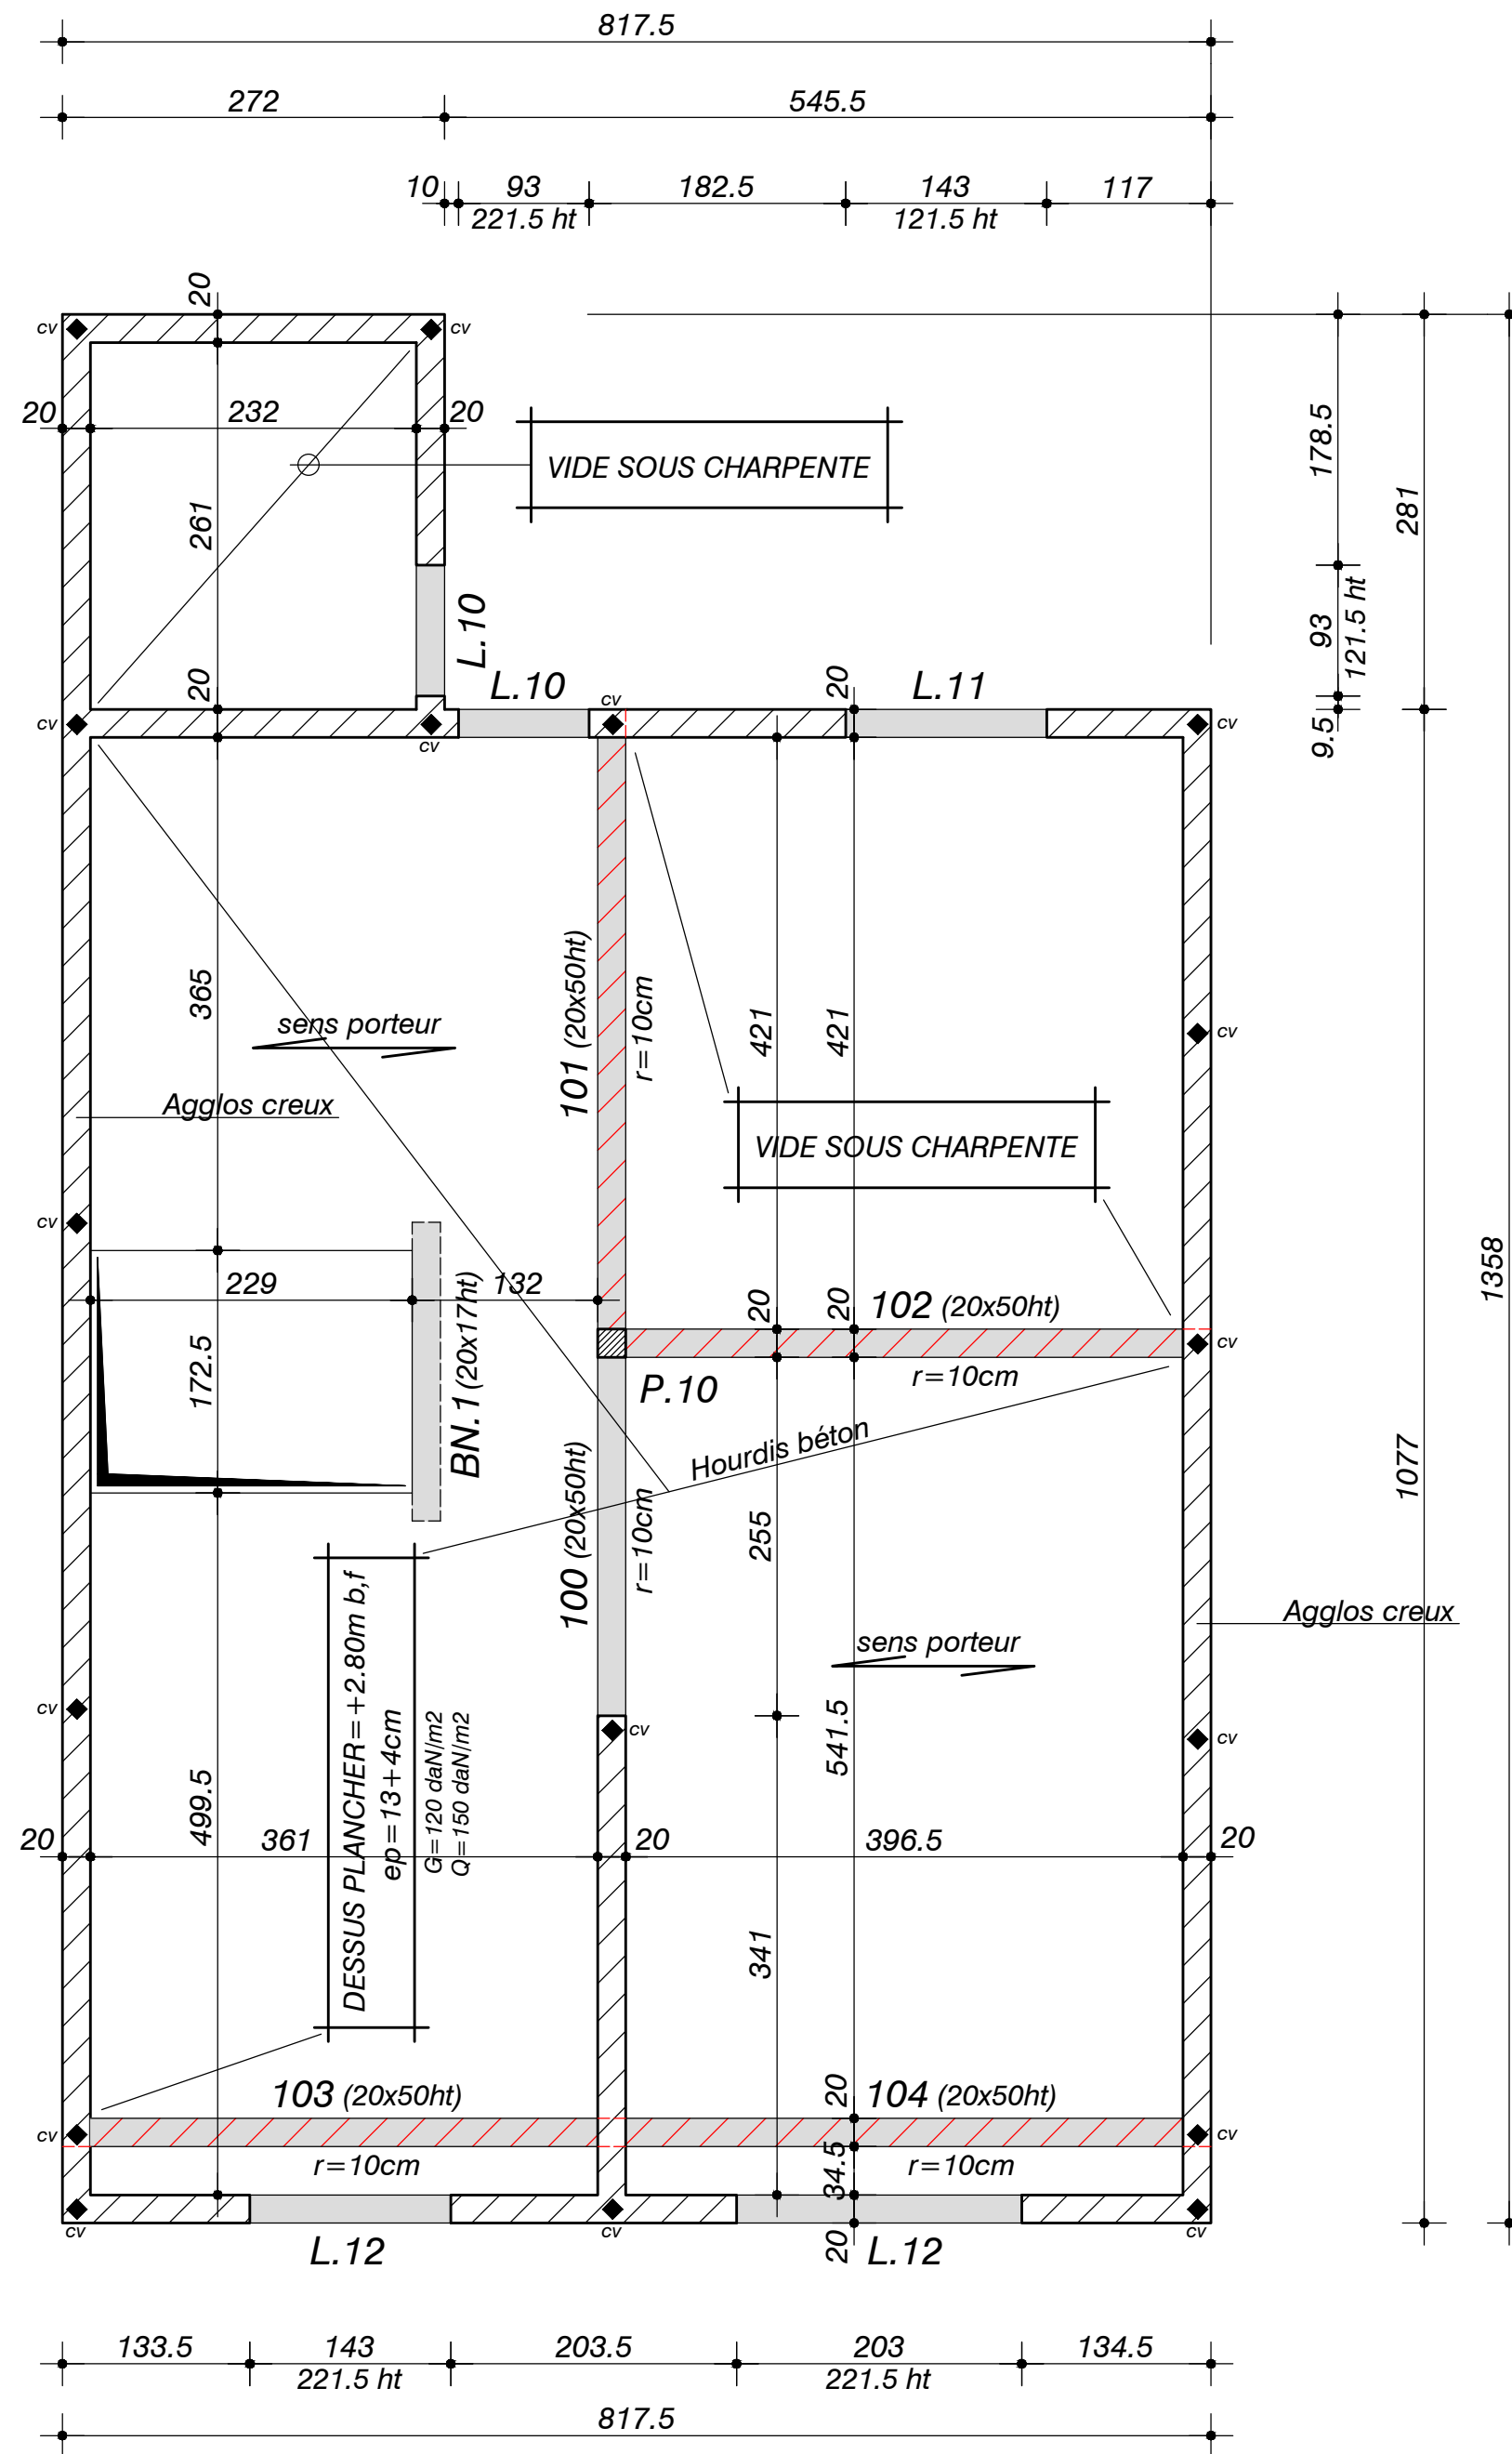 817.5
272 545.5
10 93 182.5 143 117
221.5 ht 121.5 ht
20
cv cv
20 232 20
178.5
VIDE SOUS CHARPENTE
261
281
93
121.5 ht
L.10
20
L.10
cv
20
L.11
cv
cv
cv
9.5
365
sens porteur
101 (20x50ht)
r=10cm
421
421
cv
Agglos creux
VIDE SOUS CHARPENTE
cv
229
132
20
20
102 (20x50ht)
1358
cv
172.5
BN.1 (20x17ht)
r=10cm
P.10
Hourdis béton
1077
100 (20x50ht)
r=10cm
255
Agglos creux
sens porteur
DESSUS PLANCHER=+2.80m b,f
ep=13+4cm
G=120 daN/m2
Q=150 daN/m2
cv
cv
cv
541.5
499.5
20 361 20 396.5 20
341
103 (20x50ht)
20
104 (20x50ht)
cv
cv
r=10cm
34.5
r=10cm
cv
cv
cv
L.12
20
L.12
133.5 143 203.5 203 134.5
221.5 ht 221.5 ht
817.5